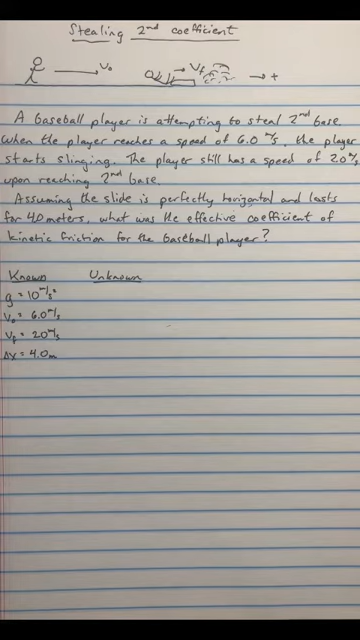 Stealing 2nd coefficient
V₀ Vf → +
A Baseball player is attempting to steal 2nd base
when the player reaches a speed of 6.0 m/s, the player
starts slinging. The player still has a speed of 2.0 m/s
upon reaching 2nd base.
Assuming the slide is perfectly horizontal and lasts
for 4.0 meters, what was the effective coefficient of
kinetic friction for the baseball player?
Known Unknown
g = 10 m/s²
V₀ = 6.0 m/s
Vf = 2.0 m/s
Δx = 4.0 m